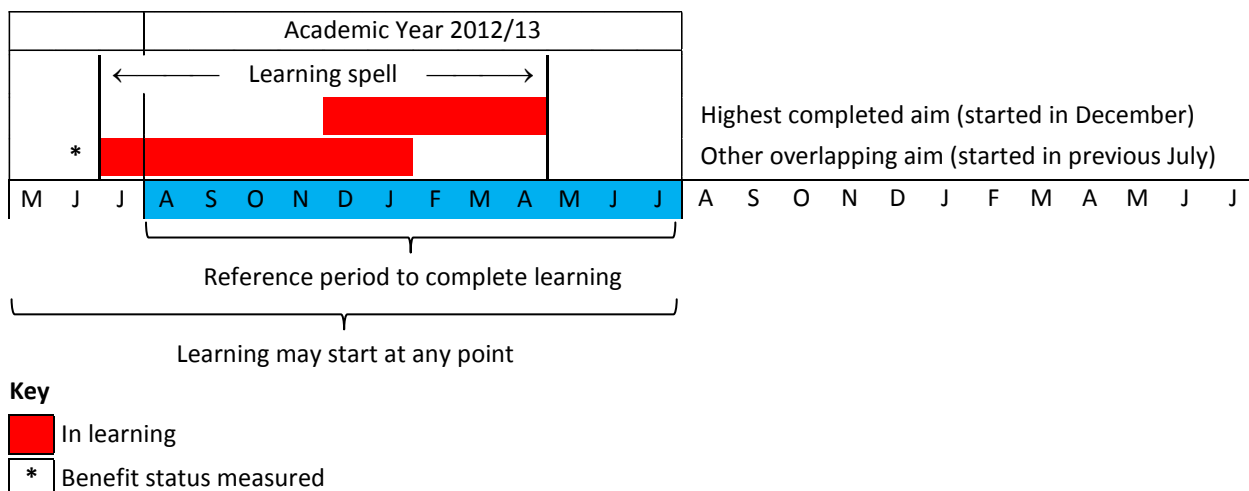 Academic Year 2012/13
← Learning spell →
Highest completed aim (started in December)
* Other overlapping aim (started in previous July)
M J J A S O N D J F M A M J J A S O N D J F M A M J J
Reference period to complete learning
Learning may start at any point
Key
In learning
* Benefit status measured